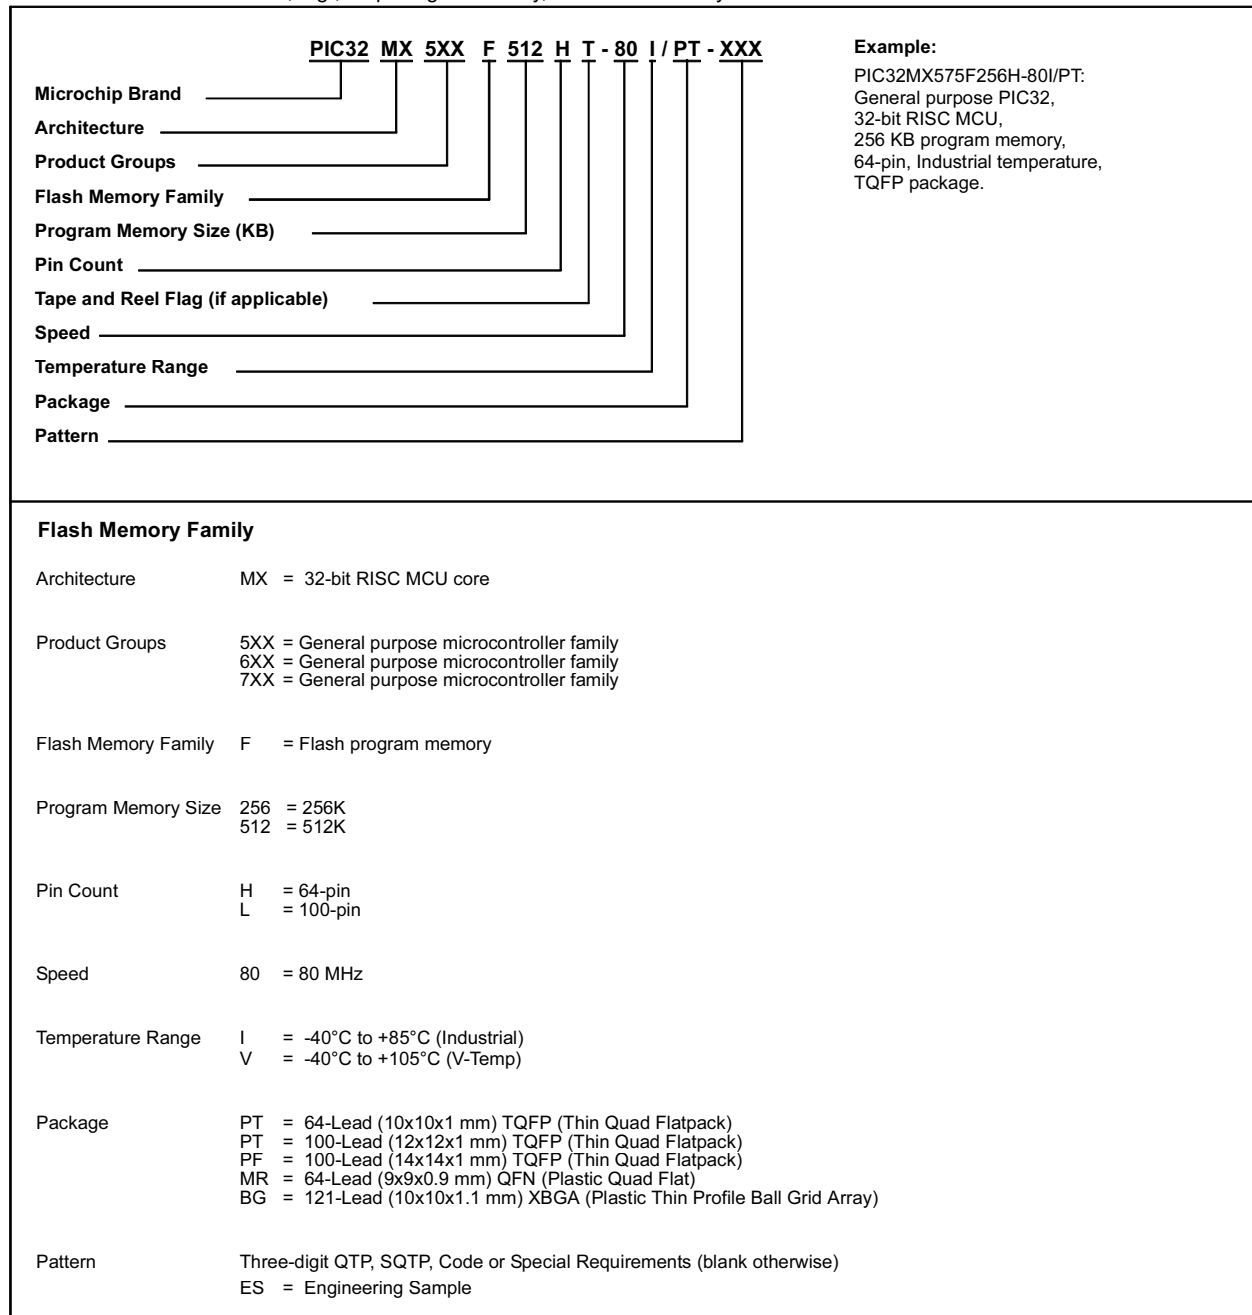 PIC32 MX 5XX F 512 H T - 80 I / PT - XXX
Microchip Brand
Architecture
Product Groups
Flash Memory Family
Program Memory Size (KB)
Pin Count
Tape and Reel Flag (if applicable)
Speed
Temperature Range
Package
Pattern
Example:
PIC32MX575F256H-80I/PT:
General purpose PIC32,
32-bit RISC MCU,
256 KB program memory,
64-pin, Industrial temperature,
TQFP package.
Flash Memory Family
Architecture MX = 32-bit RISC MCU core
Product Groups 5XX = General purpose microcontroller family
6XX = General purpose microcontroller family
7XX = General purpose microcontroller family
Flash Memory Family F = Flash program memory
Program Memory Size 256 = 256K
512 = 512K
Pin Count H = 64-pin
L = 100-pin
Speed 80 = 80 MHz
Temperature Range I = -40°C to +85°C (Industrial)
V = -40°C to +105°C (V-Temp)
Package PT = 64-Lead (10x10x1 mm) TQFP (Thin Quad Flatpack)
PT = 100-Lead (12x12x1 mm) TQFP (Thin Quad Flatpack)
PF = 100-Lead (14x14x1 mm) TQFP (Thin Quad Flatpack)
MR = 64-Lead (9x9x0.9 mm) QFN (Plastic Quad Flat)
BG = 121-Lead (10x10x1.1 mm) XBGA (Plastic Thin Profile Ball Grid Array)
Pattern Three-digit QTP, SQTP, Code or Special Requirements (blank otherwise)
ES = Engineering Sample